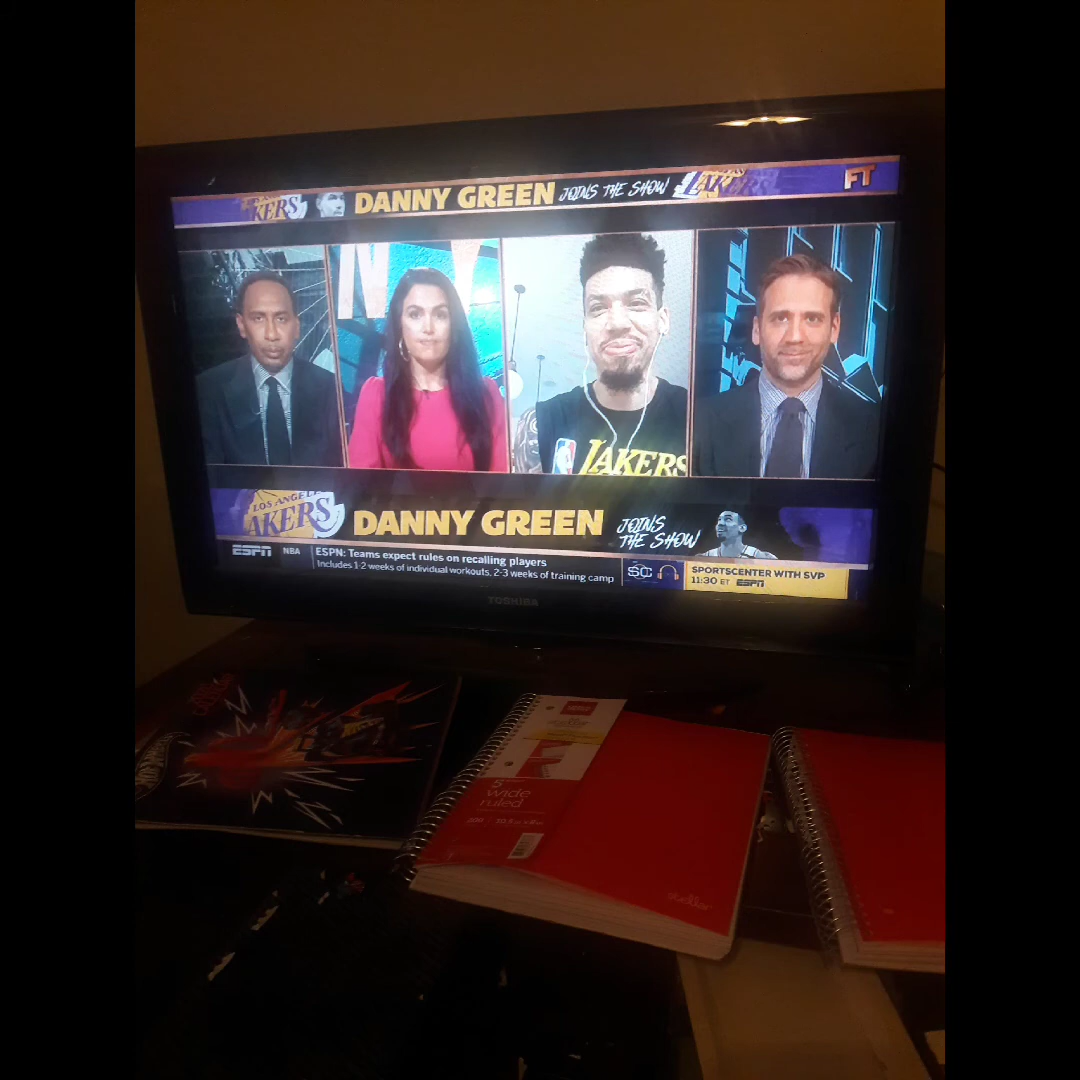 LAKERS
DANNY GREEN JOINS THE SHOW
LAKERS
FT
NY
LAKERS
LOS ANGELES
LAKERS
DANNY GREEN
JOINS
THE SHOW
ESPN NBA
ESPN: Teams expect rules on recalling players
Includes 1-2 weeks of individual workouts, 2-3 weeks of training camp
SC
SPORTSCENTER WITH SVP
11:30 ET ESPN
TOSHIBA
5
wide
ruled